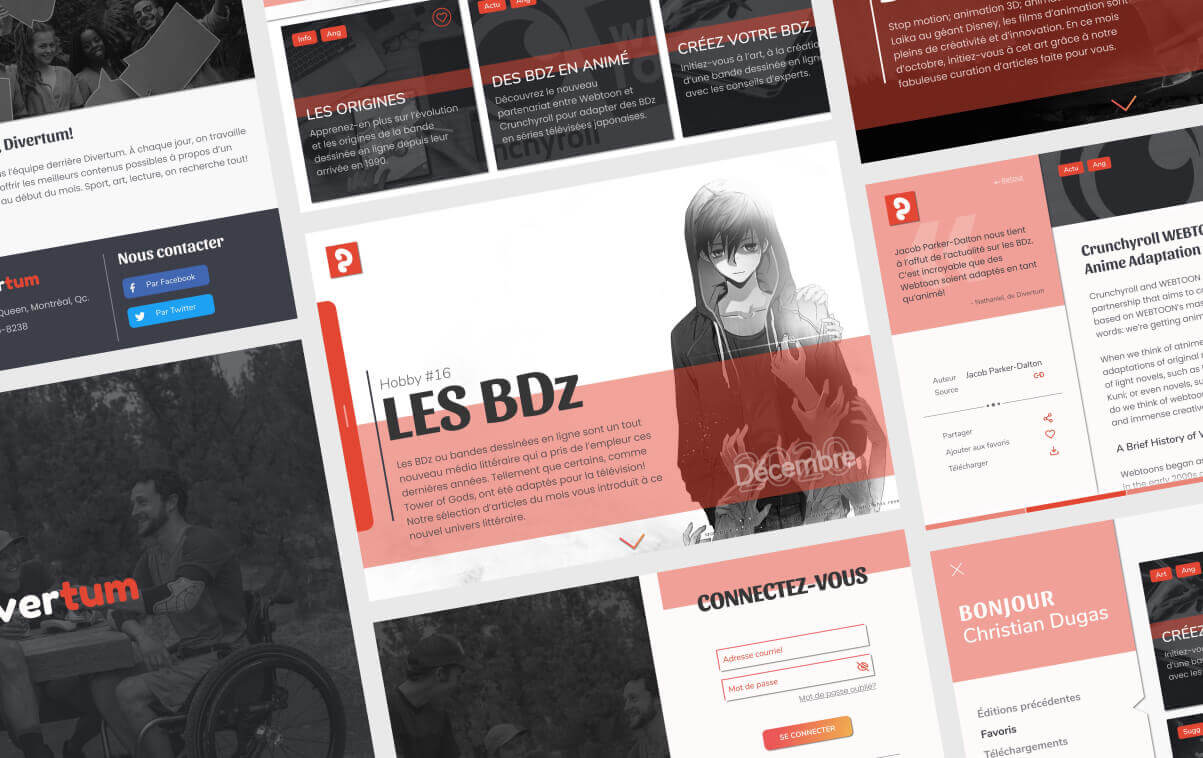 , Divertum!
l'équipe derrière Divertum. À chaque jour, on travaille
offrir les meilleurs contenus possibles à propos d'un
au début du mois. Sport, art, lecture, on recherche tout!
Nous contacter
Par Facebook
Par Twitter
rtum
Queen, Montréal, Qc.
-8238
vertum
Info
Ang
LES ORIGINES
Apprenez-en plus sur l'évolution
et les origines de la bande
dessinée en ligne depuis leur
arrivée en 1990.
Actu
Ang
DES BDZ EN ANIMÉ
Découvrez le nouveau
partenariat entre Webtoon et
Crunchyroll pour adapter des BDz
en séries télévisées japonaises.
nchyroll
CRÉEZ VOTRE BDZ
Initiez-vous à l'art, à la créatio
d'une bande dessinée en lign
avec les conseils d'experts.
Hobby #16
LES BDz
Les BDz ou bandes dessinées en ligne sont un tout
nouveau média littéraire qui a pris de l'empleur ces
dernières années. Tellement que certains, comme
Tower of Gods, ont été adaptés pour la télévision!
Notre sélection d'articles du mois vous introduit à ce
nouvel univers littéraire.
2020
Décembre
CONNECTEZ-VOUS
Adresse courriel
Mot de passe
Mot de passe oublié?
SE CONNECTER
Stop motion; animation 3D; animat
Laika au géant Disney, les films d'animation sont
pleins de créativité et d'innovation. En ce mois
d'octobre, initiez-vous à cet art grâce à notre
fabuleuse curation d'articles faite pour vous.
← Retour
Jacob Parker-Dalton nous tient
à l'affut de l'actualité sur les BDz.
C'est incroyable que des
Webtoon soient adaptés en tant
qu'animé!
- Nathaniel, de Divertum
Auteur Jacob Parker-Dalton
Source
Partager
Ajouter aux favoris
Télécharger
Actu
Ang
Crunchyroll WEBTO
Anime Adaptation
Crunchyroll and WEBTOON
partnership that aims to cr
based on WEBTOON's mas
words: we're getting anim
When we think of atnime
adaptations of original
of light novels, such as
Kuni; or even novels, su
do we think of webtoon
and immense creative
A Brief History of
Webtoons began a
in the early 2000s
BONJOUR
Christian Dugas
Éditions précédentes
Favoris
Téléchargements
Art
Ang
CRÉEZ
Initiez-vou
d'une ban
avec les c
Sugg